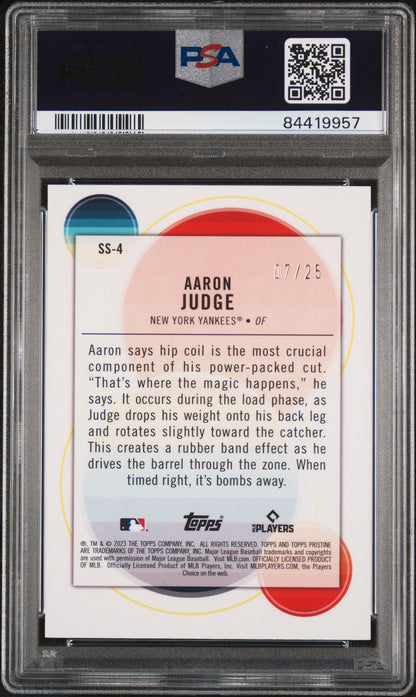 PSA
PSA
84419957
SS-4
07/25
AARON
JUDGE
NEW YORK YANKEES® • OF
Aaron says hip coil is the most crucial
component of his power-packed cut.
“That’s where the magic happens,” he
says. It occurs during the load phase, as
Judge drops his weight onto his back leg
and rotates slightly toward the catcher.
This creates a rubber band effect as he
drives the barrel through the zone. When
timed right, it’s bombs away.
Topps
MLB PLAYERS
®, TM & © 2023 THE TOPPS COMPANY, INC. ALL RIGHTS RESERVED. TOPPS AND TOPPS PRISTINE
ARE TRADEMARKS OF THE TOPPS COMPANY, INC. Major League Baseball trademarks and copyrights
are used with permission of Major League Baseball. Visit MLB.com. OFFICIALLY LICENSED PRODUCT
OF MLB. Officially Licensed Product of MLB Players, Inc. Visit MLBPLAYERS.com, the Players
Choice on the web.